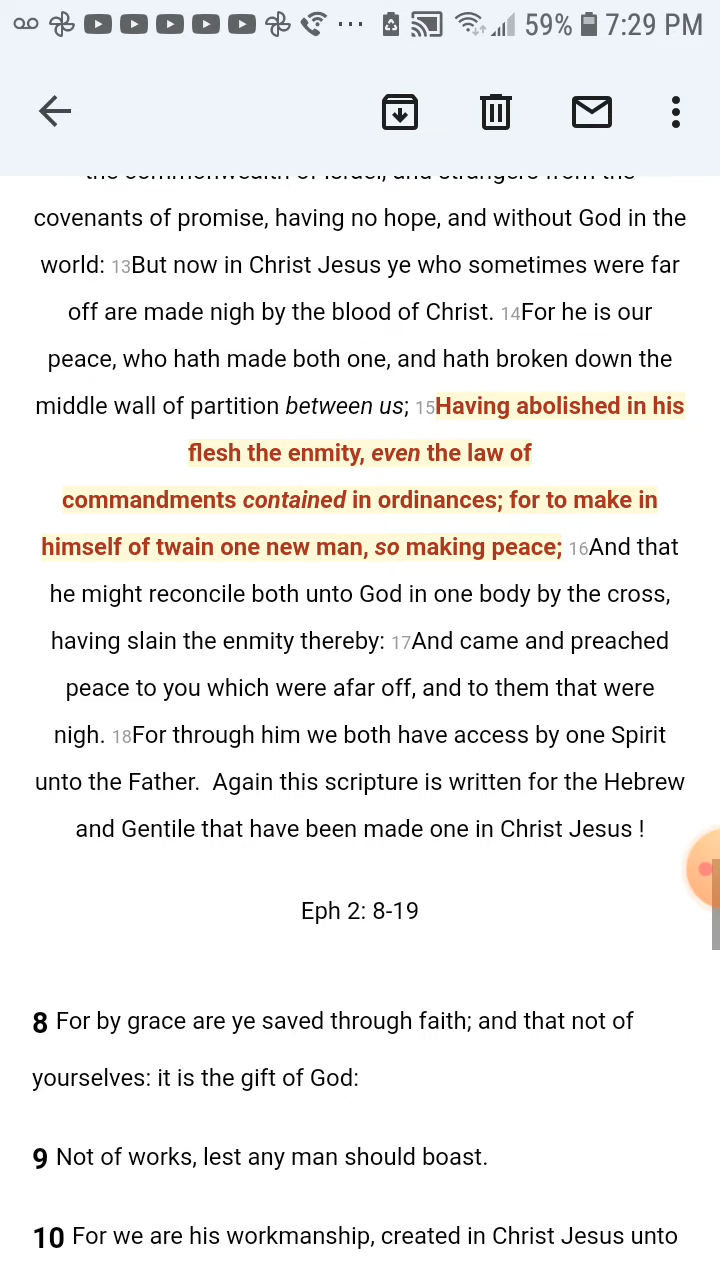 59% 7:29 PM
the commonwealth of Israel, and strangers from the
covenants of promise, having no hope, and without God in the
world: 13But now in Christ Jesus ye who sometimes were far
off are made nigh by the blood of Christ. 14For he is our
peace, who hath made both one, and hath broken down the
middle wall of partition between us; 15Having abolished in his
flesh the enmity, even the law of
commandments contained in ordinances; for to make in
himself of twain one new man, so making peace; 16And that
he might reconcile both unto God in one body by the cross,
having slain the enmity thereby: 17And came and preached
peace to you which were afar off, and to them that were
nigh. 18For through him we both have access by one Spirit
unto the Father.  Again this scripture is written for the Hebrew
and Gentile that have been made one in Christ Jesus !
Eph 2: 8-19
8 For by grace are ye saved through faith; and that not of
yourselves: it is the gift of God:
9 Not of works, lest any man should boast.
10 For we are his workmanship, created in Christ Jesus unto